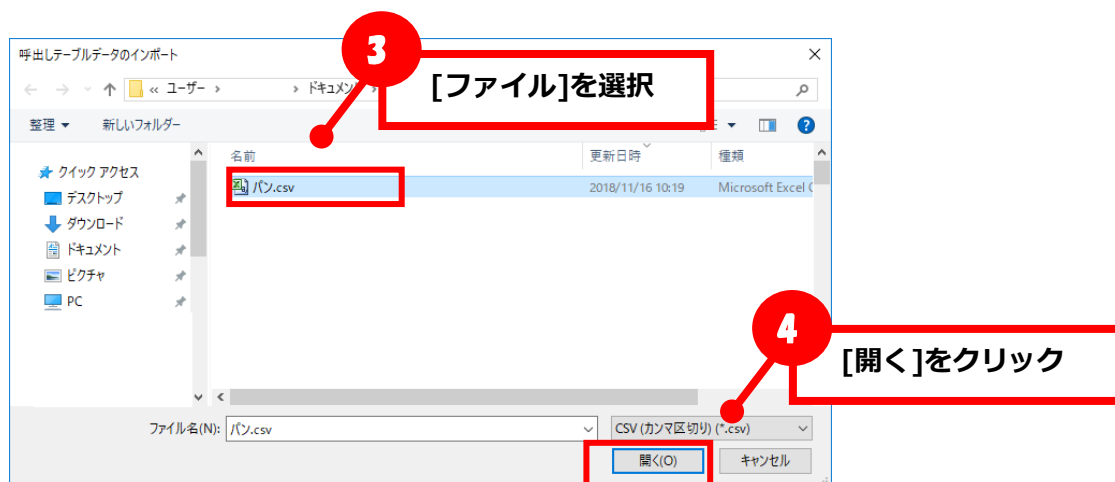 呼出しテーブルデータのインポート
3
[ファイル]を選択
« ユーザー › › ドキュメント ›
整理 新しいフォルダー
名前 更新日時 種類
クイック アクセス
パン.csv 2018/11/16 10:19 Microsoft Excel C
デスクトップ
ダウンロード
ドキュメント
ピクチャ
PC
4
[開く]をクリック
ファイル名(N): パン.csv CSV (カンマ区切り) (*.csv)
開く(O) キャンセル